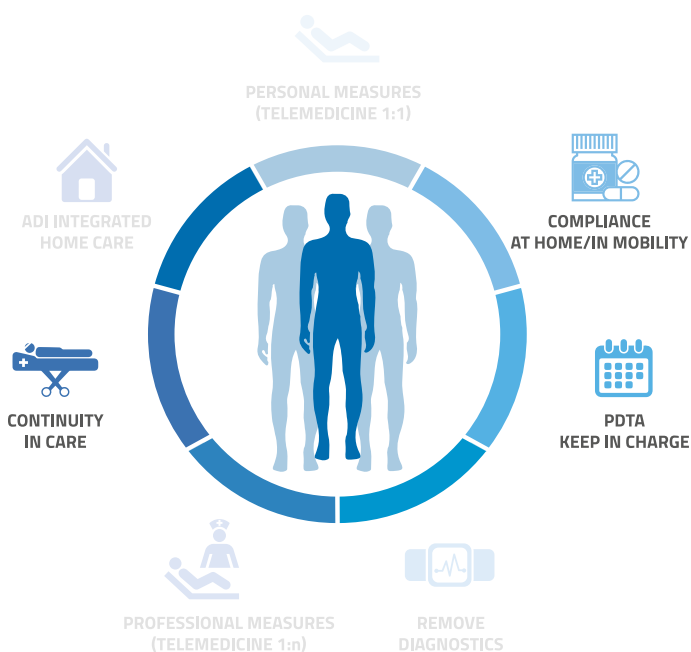 PERSONAL MEASURES
(TELEMEDICINE 1:1)
ADI INTEGRATED
HOME CARE
COMPLIANCE
AT HOME/IN MOBILITY
CONTINUITY
IN CARE
PDTA
KEEP IN CHARGE
PROFESSIONAL MEASURES
(TELEMEDICINE 1:n)
REMOVE
DIAGNOSTICS